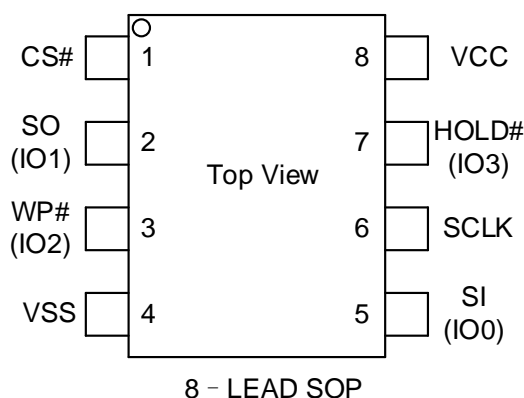 CS#
1
8
VCC
SO
(IO1)
2
7
HOLD#
(IO3)
Top View
WP#
(IO2)
3
6
SCLK
VSS
4
5
SI
(IO0)
8 – LEAD SOP